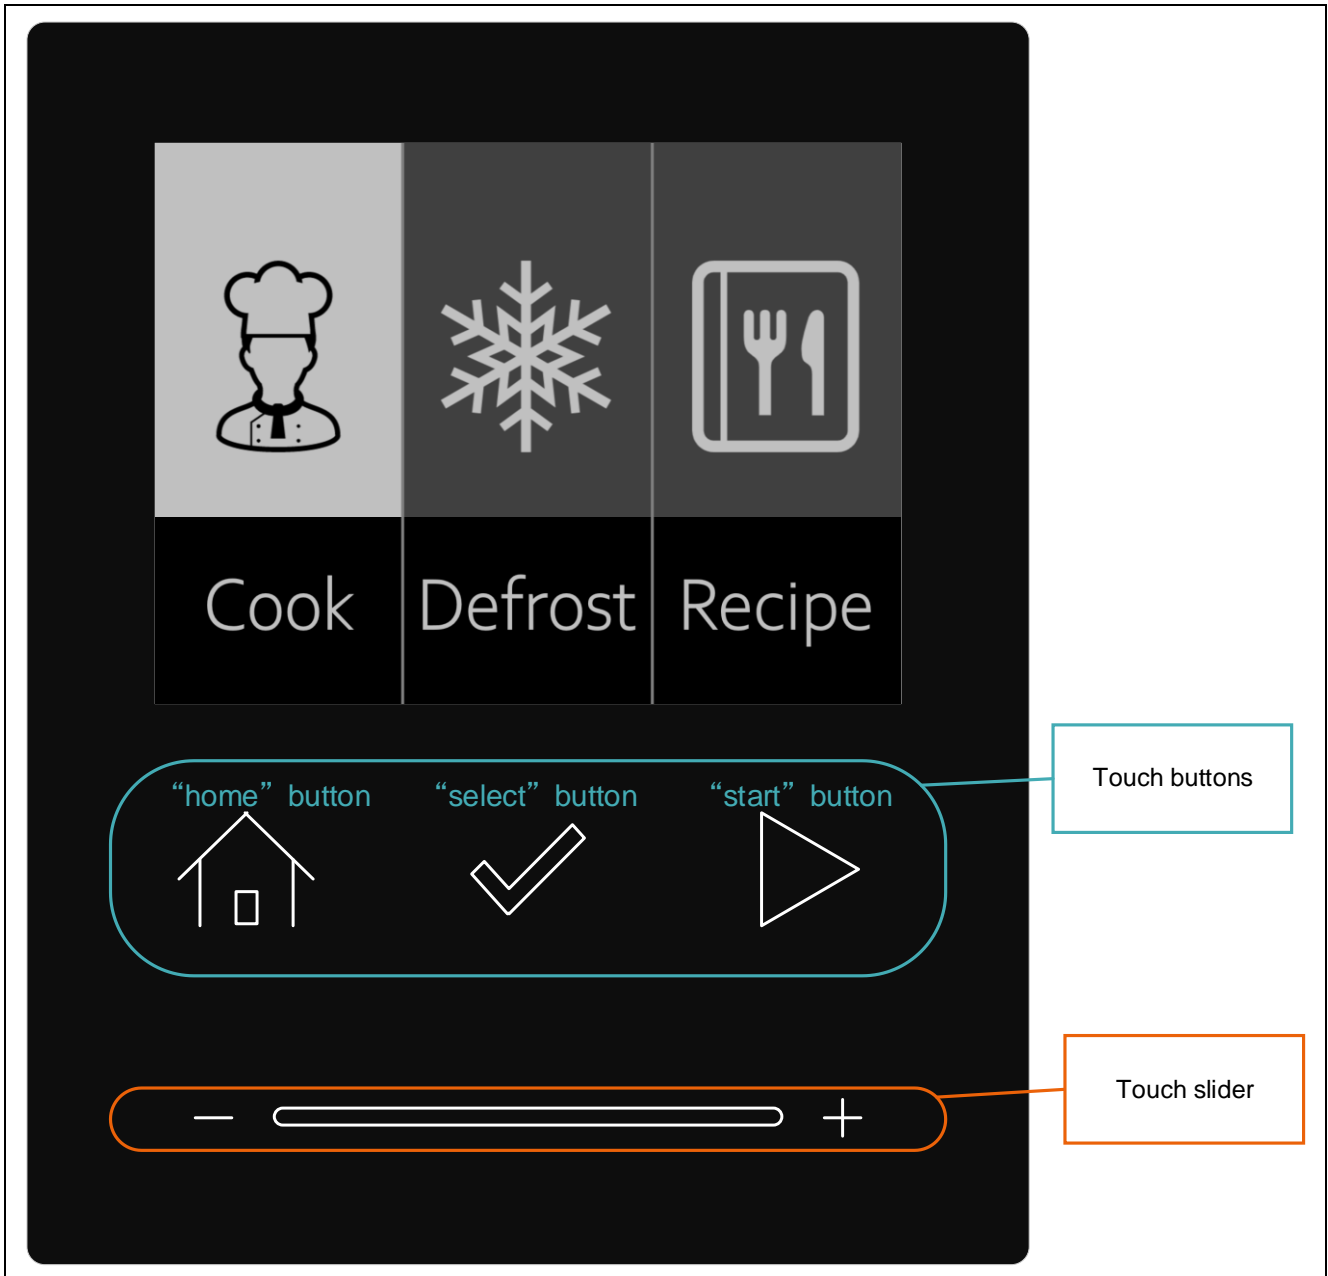 Cook
Defrost
Recipe
“home” button
“select” button
“start” button
Touch buttons
Touch slider